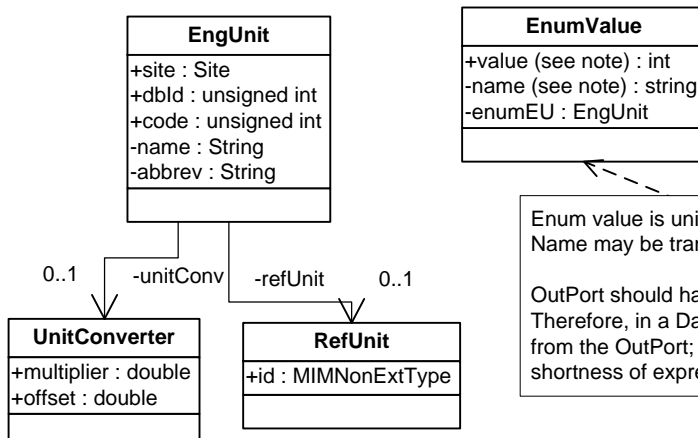 EngUnit
+site : Site
+dbId : unsigned int
+code : unsigned int
-name : String
-abbrev : String
EnumValue
+value (see note) : int
-name (see note) : string
-enumEU : EngUnit
0..1
-unitConv
-refUnit
0..1
UnitConverter
+multiplier : double
+offset : double
RefUnit
+id : MIMNonExtType
Enum value is uni
Name may be tran
OutPort should ha
Therefore, in a Da
from the OutPort;
shortness of expre